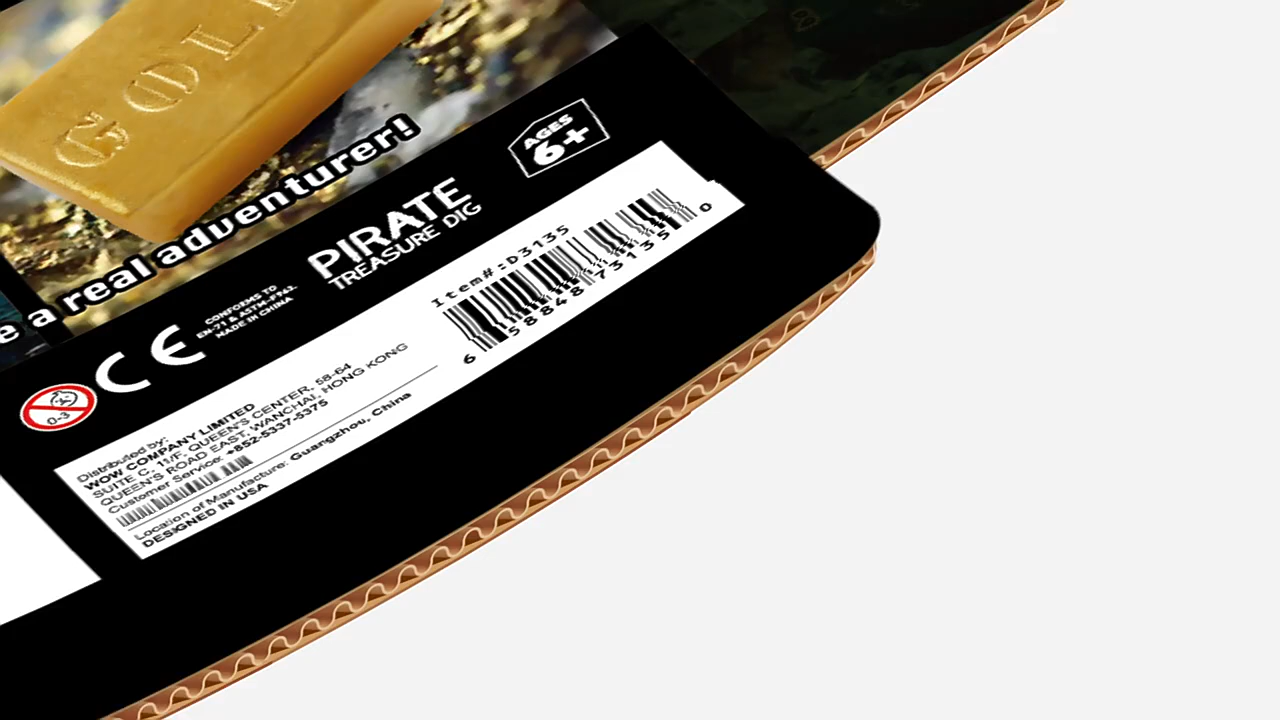 GOL
e a real adventurer!
AGES
6+
PIRATE
TREASURE DIG
CONFORMS TO
EN-71 & ASTM-F963.
MADE IN CHINA
CE
0-3
Item#:D3135
6 58848 73135 0
Distributed by:
WOW COMPANY LIMITED
SUITE C, 11/F, QUEEN'S CENTER, 58-64
QUEEN'S ROAD EAST, WANCHAI, HONG KONG
Customer Service: +852-5337-5375
Location of Manufacture: Guangzhou, China
DESIGNED IN USA